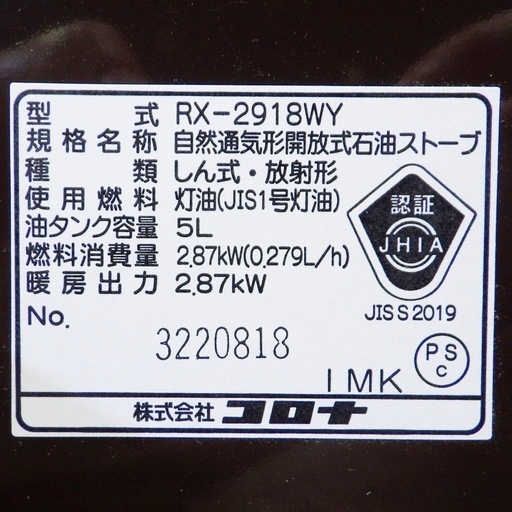 型式 RX-2918WY
規格名称 自然通気形開放式石油ストーブ
種類 しん式・放射形
使用燃料 灯油(JIS1号灯油)
油タンク容量 5L
燃料消費量 2.87kW(0.279L/h)
暖房出力 2.87kW
認証
JHIA
JIS S 2019
No. 3220818
PS
C
IMK
株式会社 コロナ